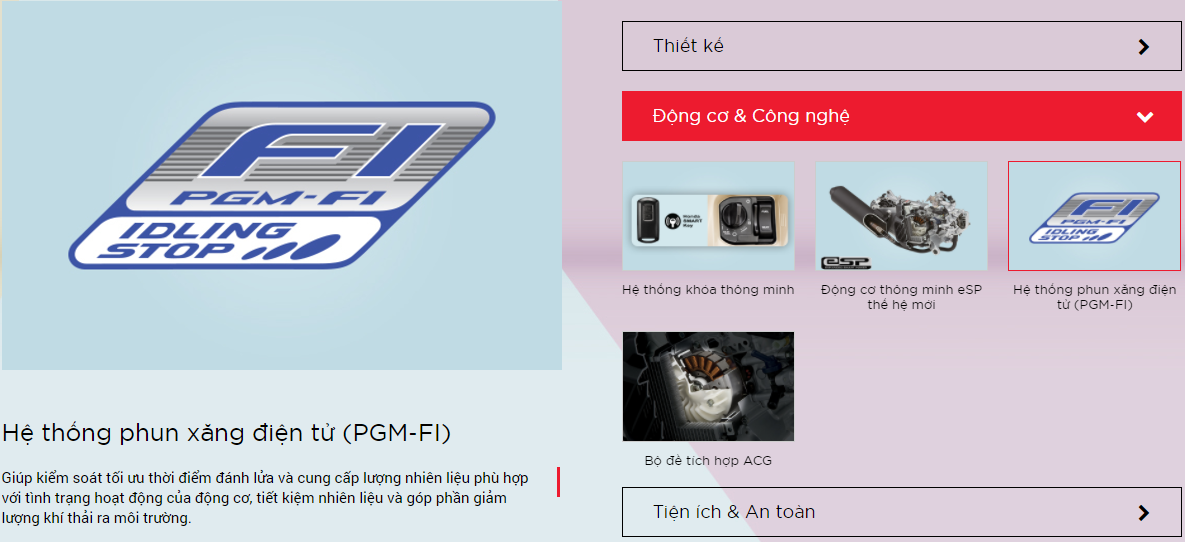 FI
PGM-FI
IDLING
STOP
Hệ thống phun xăng điện tử (PGM-FI)
Giúp kiểm soát tối ưu thời điểm đánh lửa và cung cấp lượng nhiên liệu phù hợp
với tình trạng hoạt động của động cơ, tiết kiệm nhiên liệu và góp phần giảm
lượng khí thải ra môi trường.
Thiết kế
Động cơ & Công nghệ
Honda
SMART
Key
Hệ thống khóa thông minh
eSP
Động cơ thông minh eSP
thế hệ mới
FI
PGM-FI
IDLING
STOP
Hệ thống phun xăng điện
tử (PGM-FI)
Bộ đề tích hợp ACG
Tiện ích & An toàn